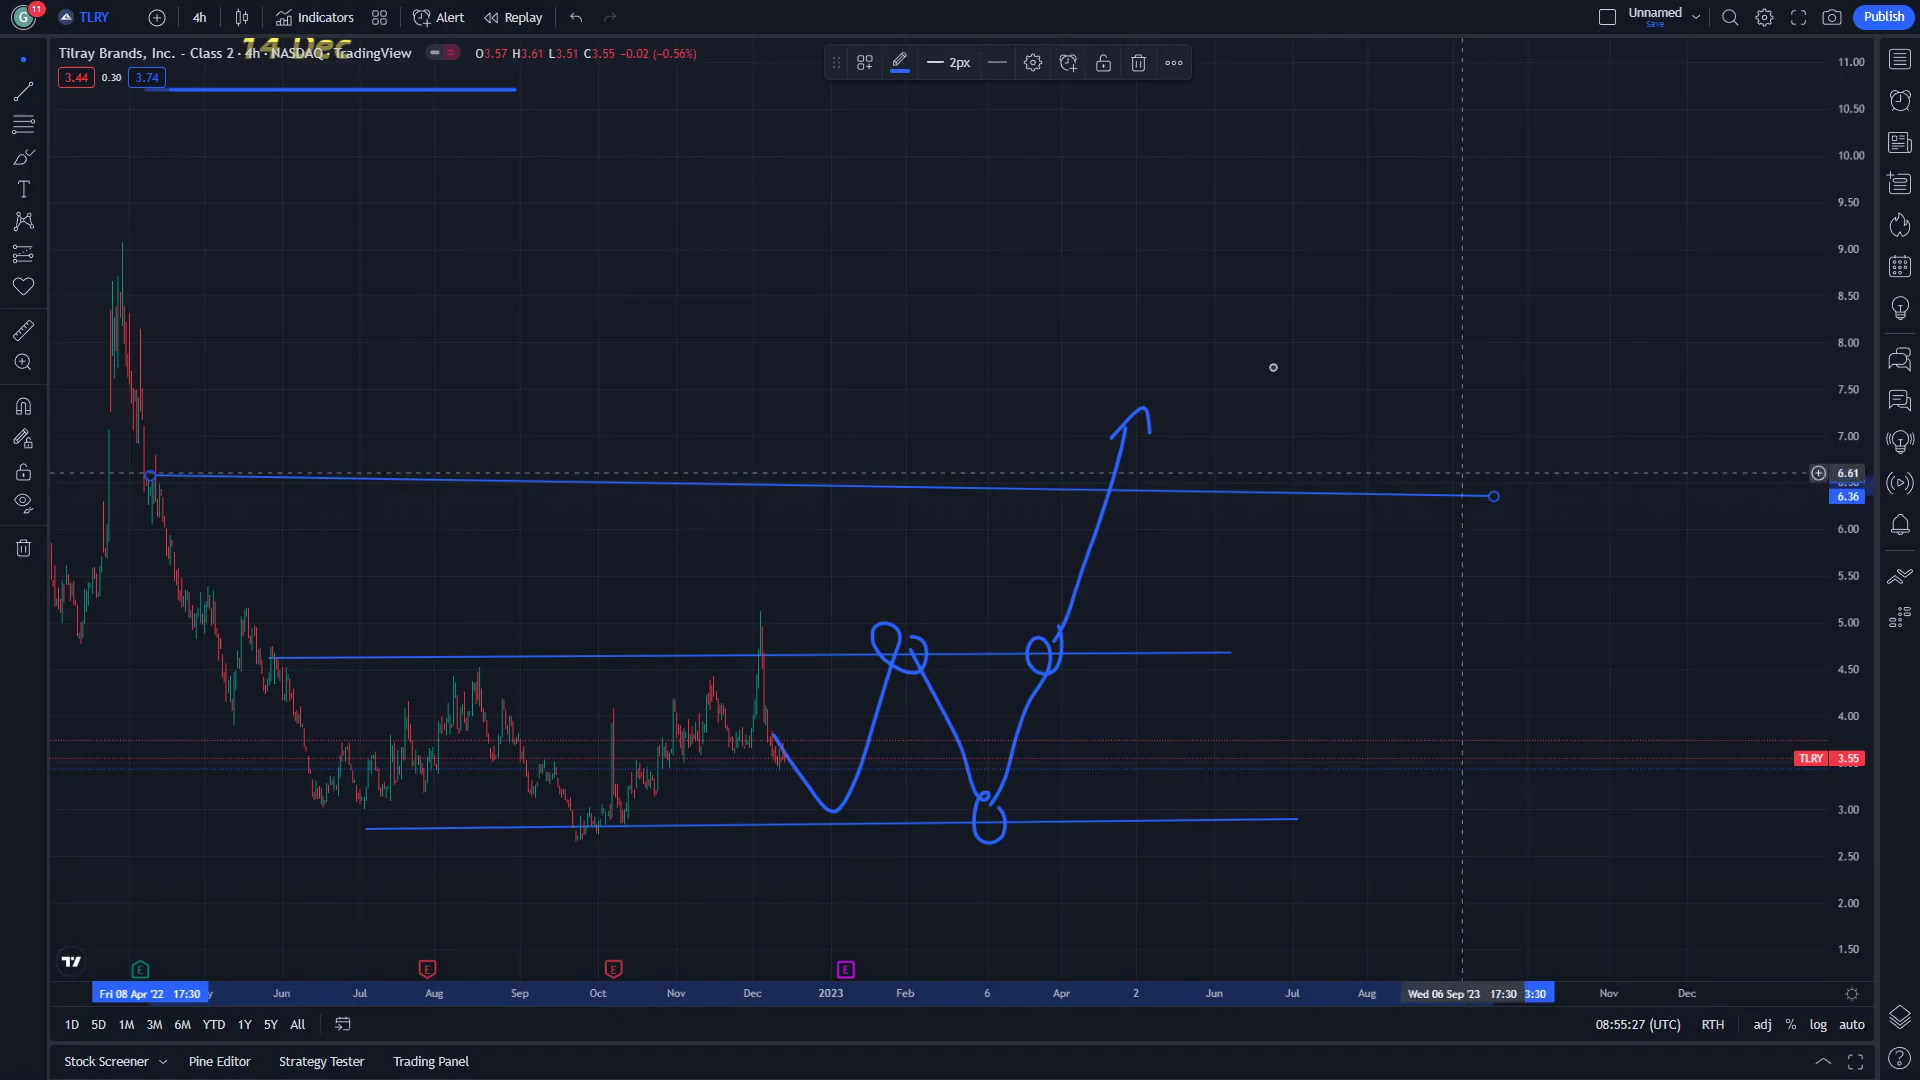 G 11 TLRY 4h Indicators Alert Replay Unnamed Save Publish
14 Dec
Tilray Brands, Inc. - Class 2 · 4h · NASDAQ · TradingView O3.57 H3.61 L3.51 C3.55 −0.02 (−0.56%)
3.44 0.30 3.74
2px
11.00
10.50
10.00
9.50
9.00
8.50
8.00
7.50
7.00
6.61
6.36
6.00
5.50
5.00
4.50
4.00
TLRY 3.55
3.00
2.50
2.00
1.50
E E E E
Fri 08 Apr '22 17:30 y Jun Jul Aug Sep Oct Nov Dec 2023 Feb 6 Apr 2 Jun Jul Aug Wed 06 Sep '23 17:30 3:30 Nov Dec
1D 5D 1M 3M 6M YTD 1Y 5Y All 08:55:27 (UTC) RTH adj % log auto
Stock Screener Pine Editor Strategy Tester Trading Panel